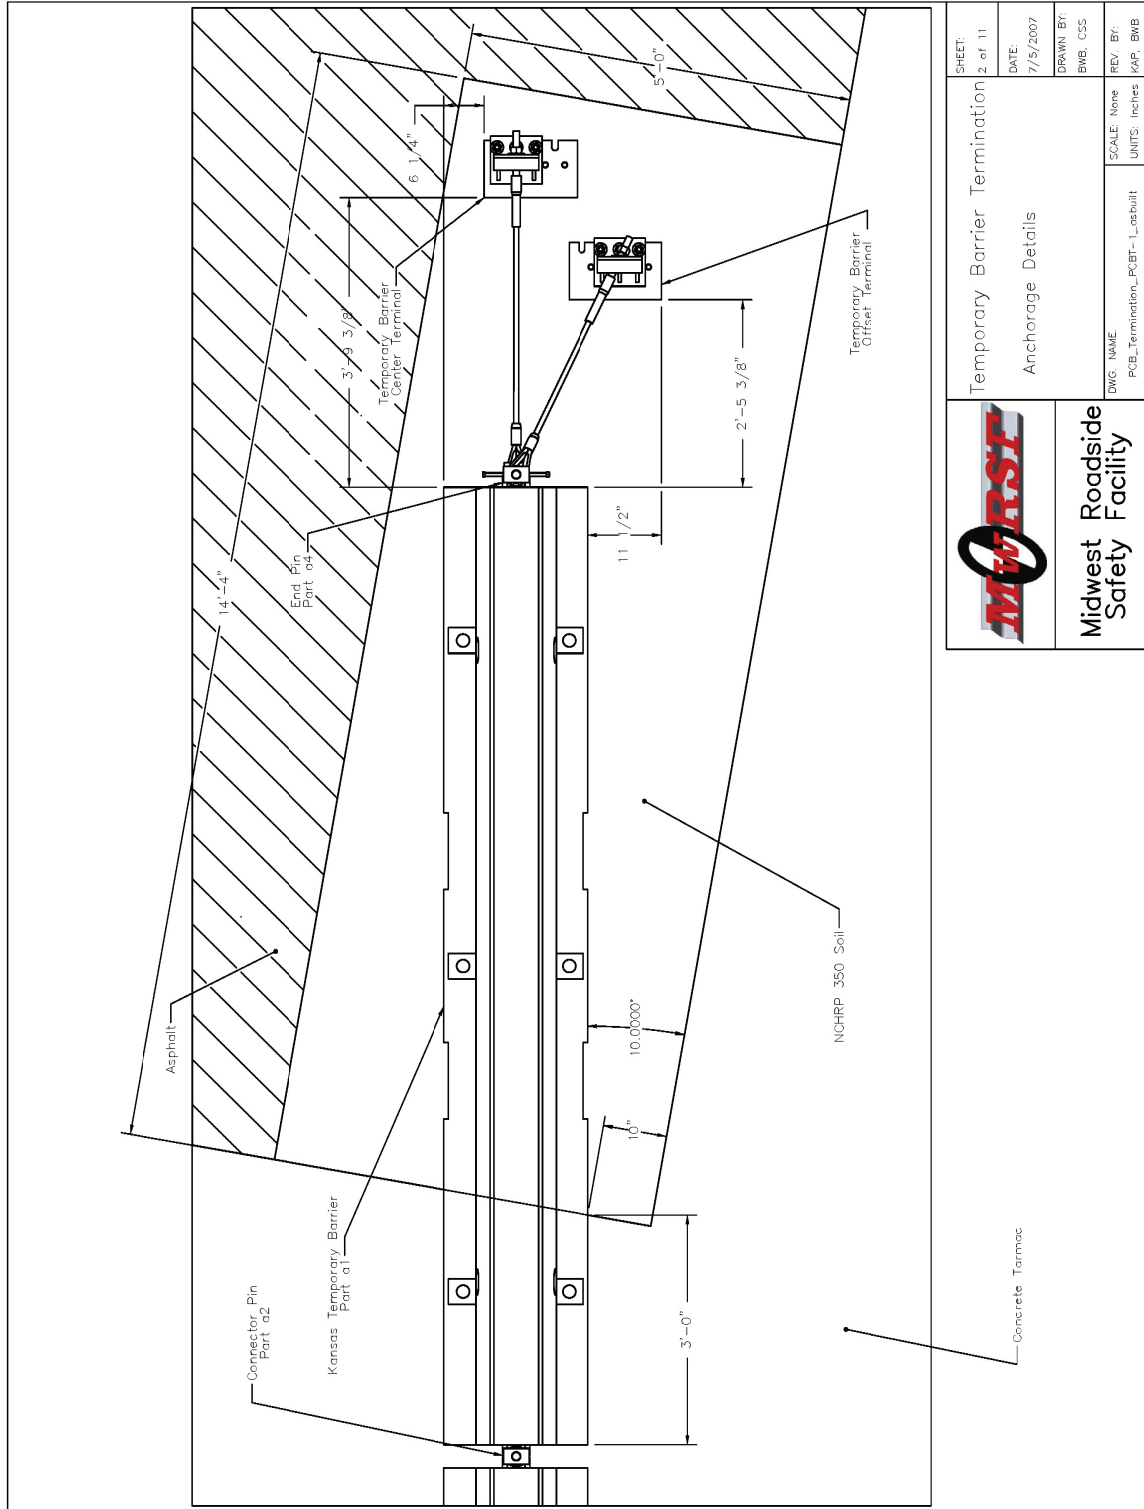 14'-4"
5'-0"
6 1/4"
3'-9 3/8"
Temporary Barrier
Center Terminal
Temporary Barrier
Offset Terminal
2'-5 3/8"
End Pin
Part a4
11 1/2"
Asphalt
NCHRP 350 Soil
10.0000°
10"
Kansas Temporary Barrier
Part a1
Connector Pin
Part a2
3'-0"
Concrete Tarmac
MwRSF
Midwest Roadside
Safety Facility
Temporary Barrier Termination
Anchorage Details
SHEET:
2 of 11
DATE:
7/5/2007
DRAWN BY:
BWB, CSS
DWG. NAME.
PCB_Termination_PCBT-1_asbuilt
SCALE: None
UNITS: Inches
REV. BY:
KAP, BWB